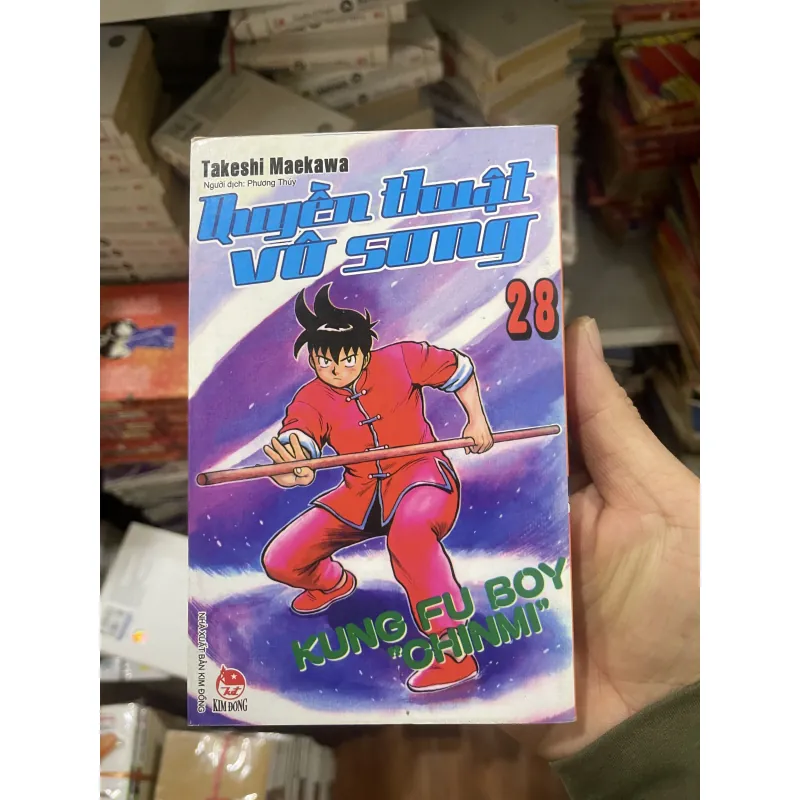 Takeshi Maekawa
Người dịch: Phương Thúy
Quyền thuật
vô song
28
KUNG FU BOY
"CHINMI"
NHÀ XUẤT BẢN KIM ĐỒNG
KIM ĐỒNG